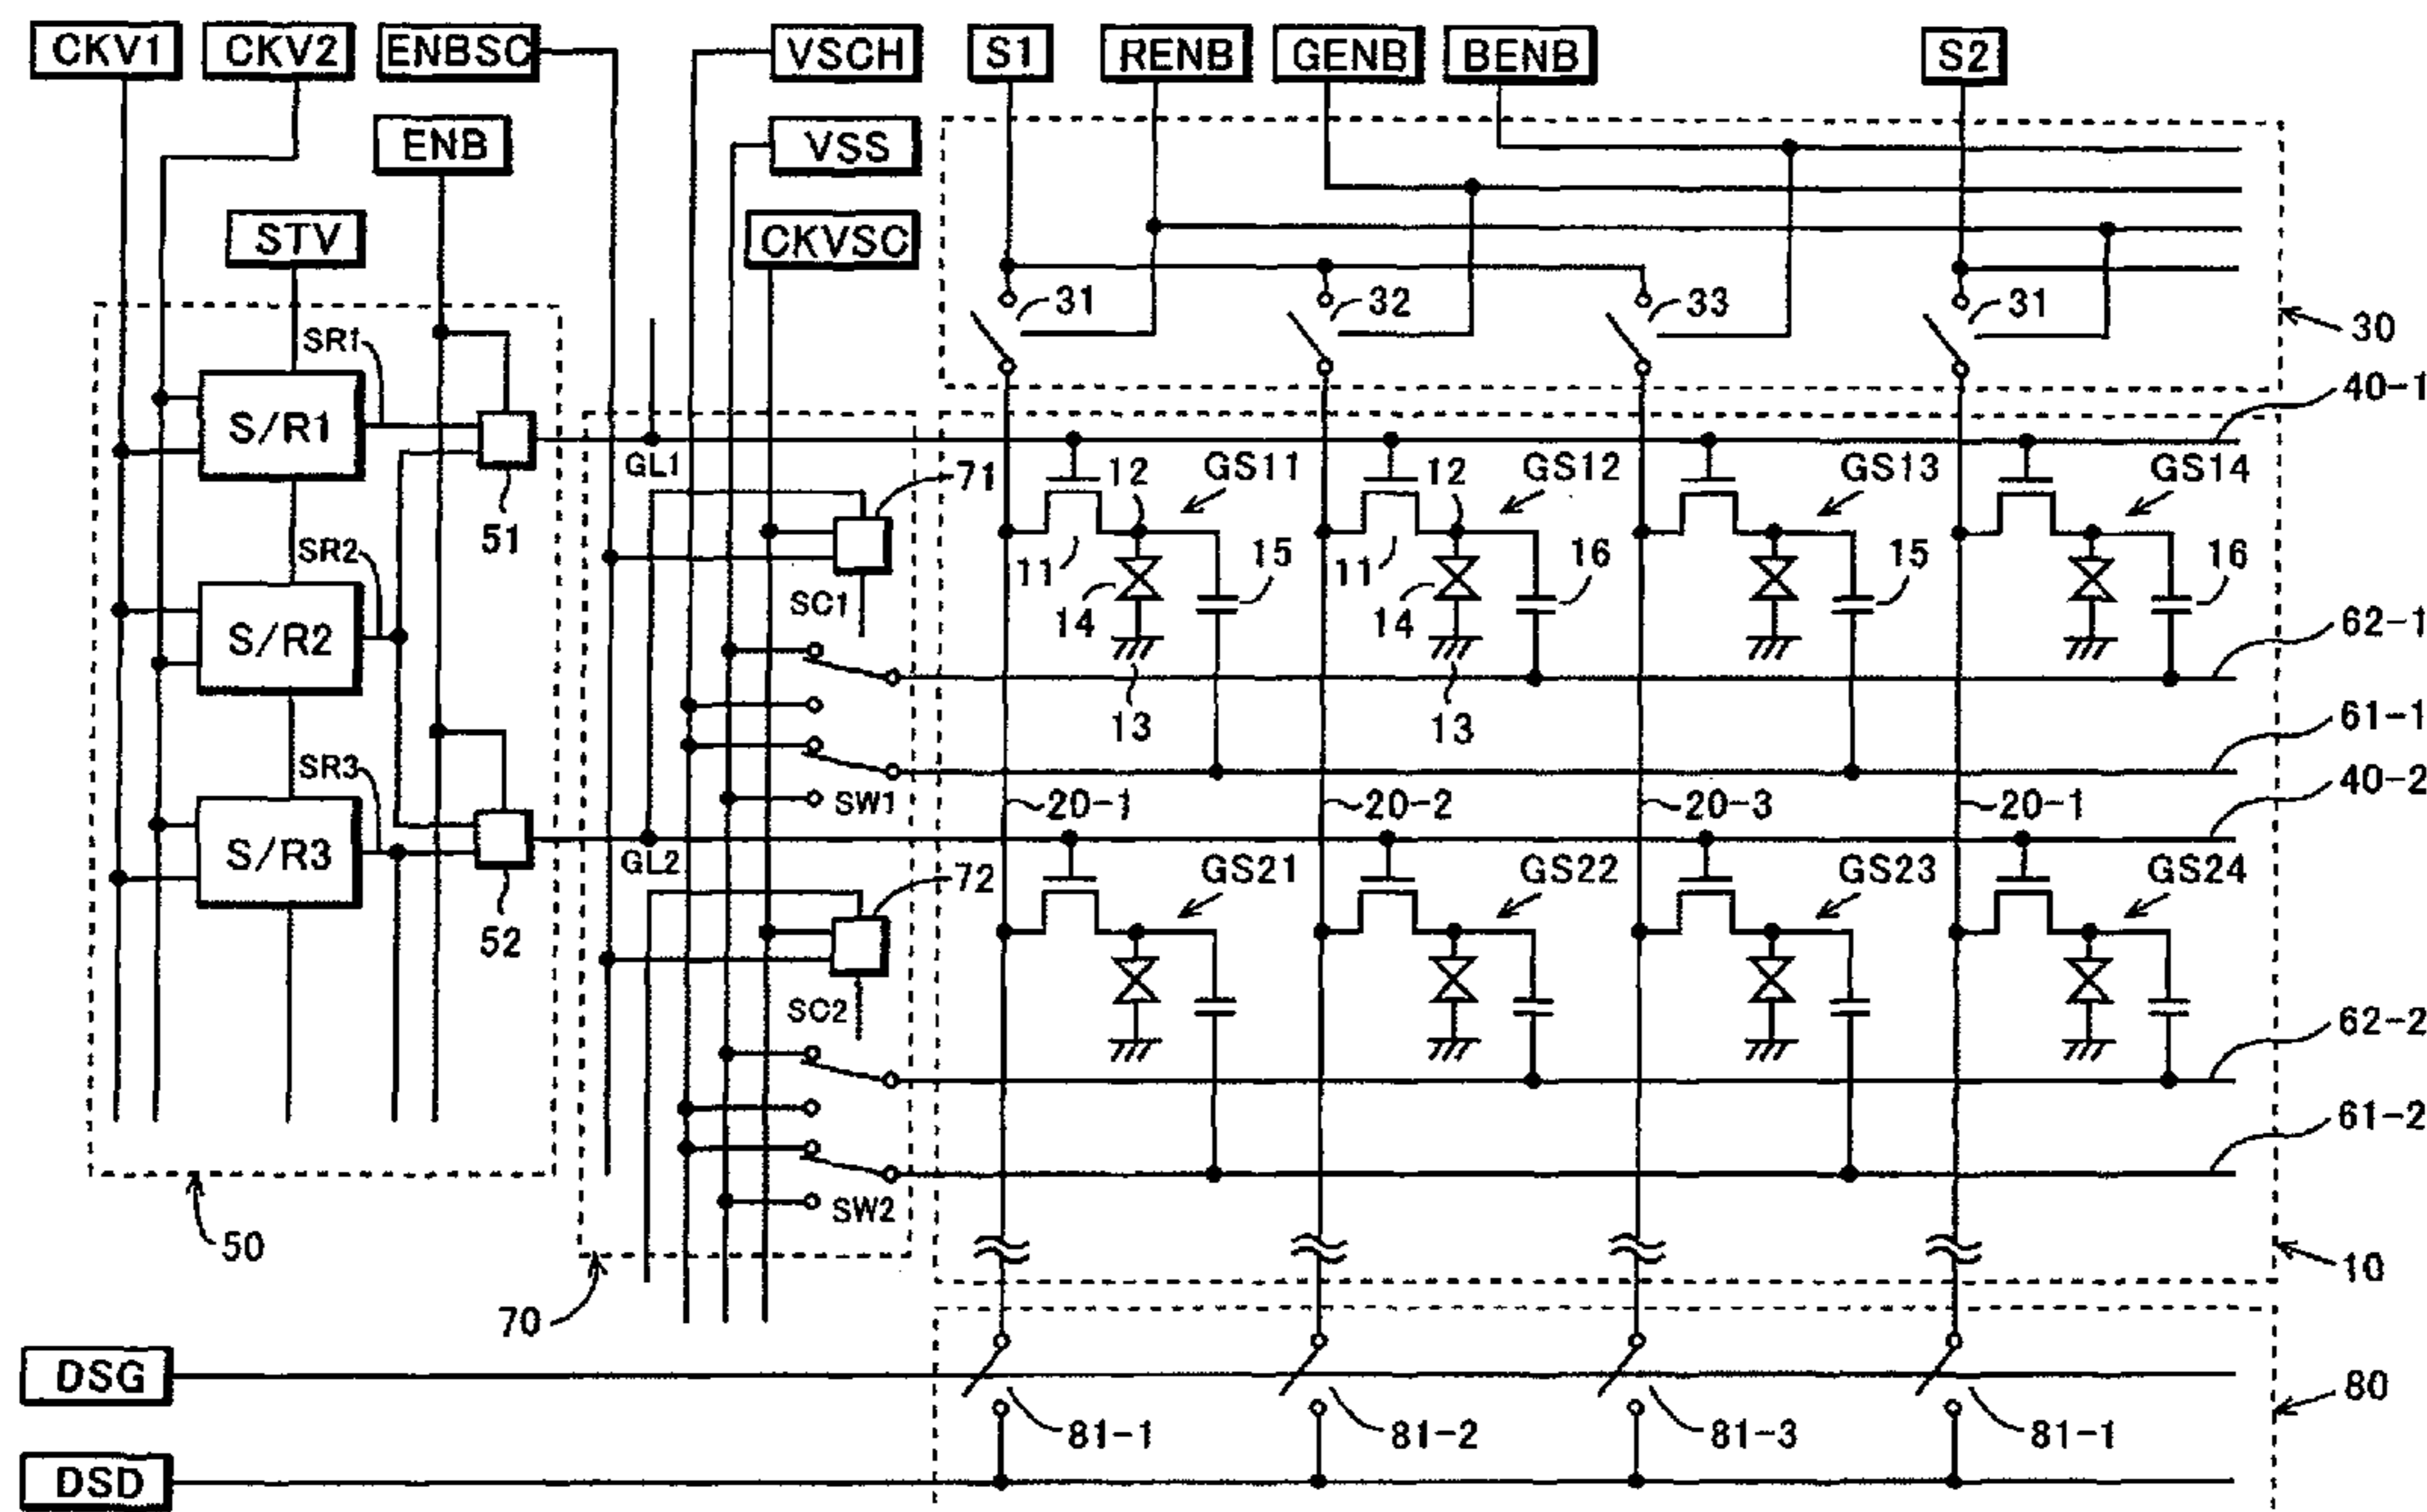 CKV1 CKV2 ENBSC VSCH S1 RENB GENB BENB S2
ENB VSS
STV CKVSC
31 32 33 31 30
SR1
S/R1 40-1
GL1 12 GS11 12 GS12 GS13 GS14
51 71
SR2 11 15 11 16 15 16
SC1 14 14
S/R2 62-1
13 13
61-1
SR3 SW1 20-1 20-2 20-3 20-1 40-2
S/R3 GL2 72 GS21 GS22 GS23 GS24
52
SC2 62-2
61-2
SW2
50 10
70
DSG 80
81-1 81-2 81-3 81-1
DSD